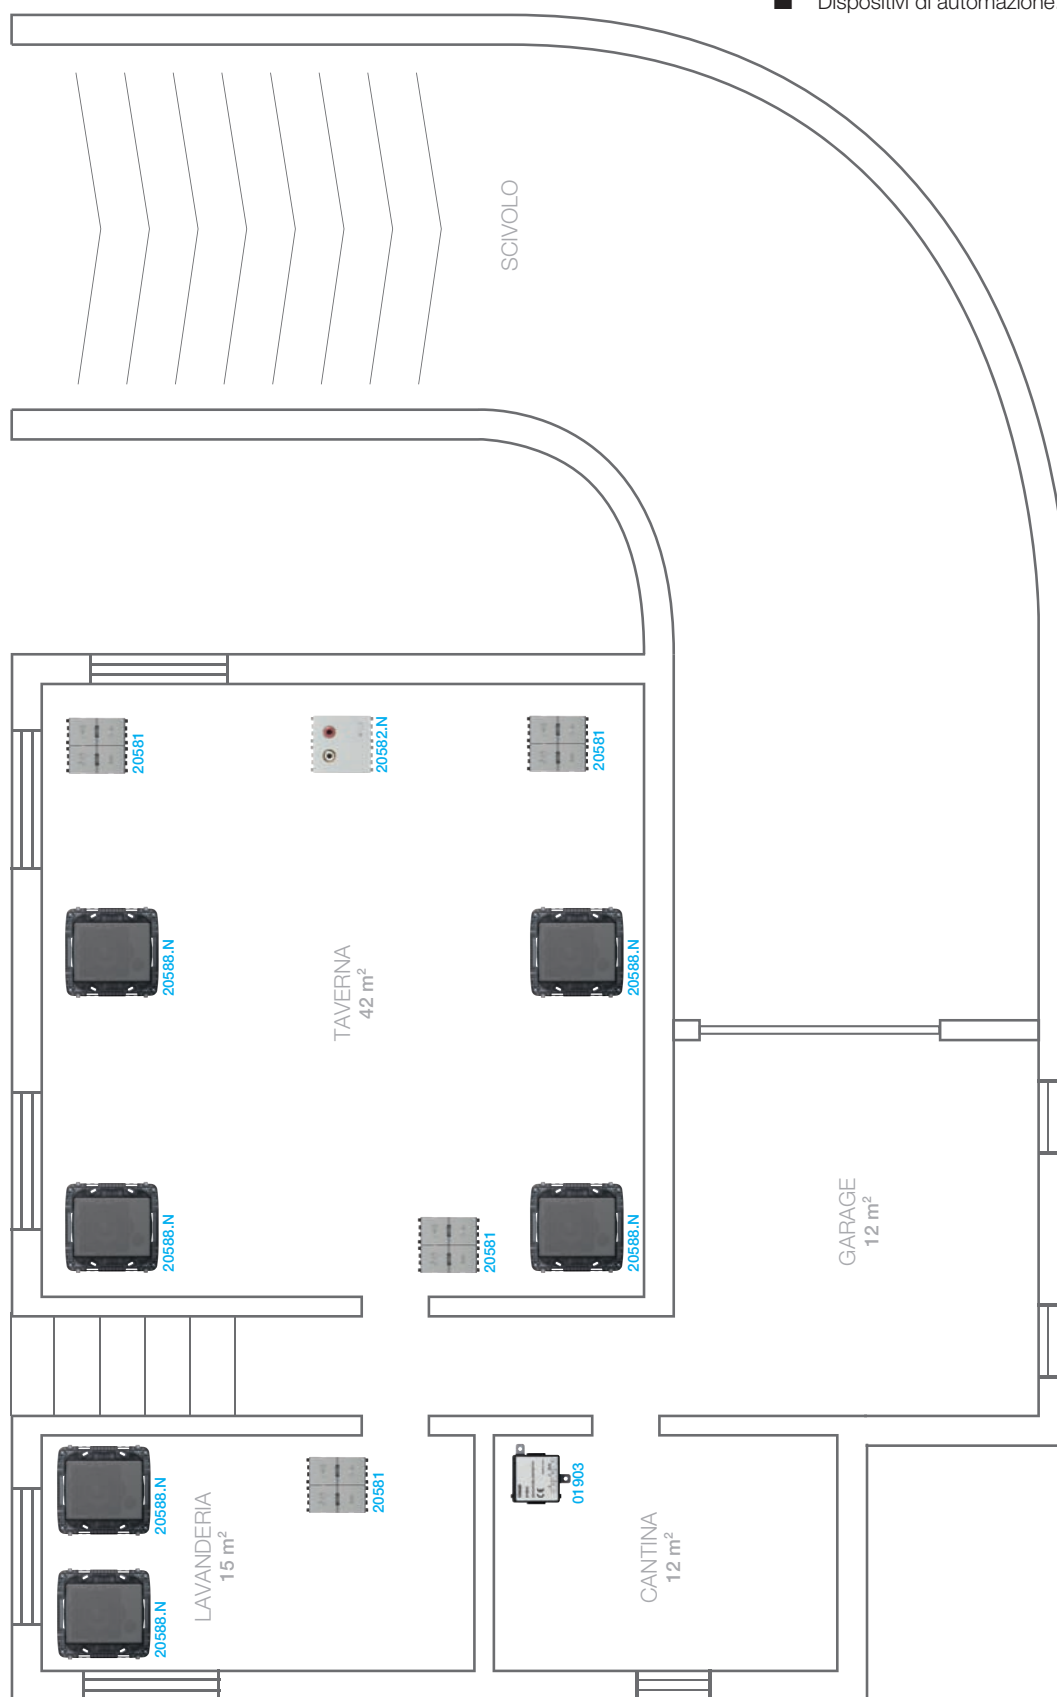 Dispositivi di automazione.
SCIVOLO
20581
20582.N
20581
20588.N
TAVERNA
42 m²
20588.N
20588.N
20581
20588.N
GARAGE
12 m²
20588.N
LAVANDERIA
15 m²
20581
20588.N
01903
CANTINA
12 m²